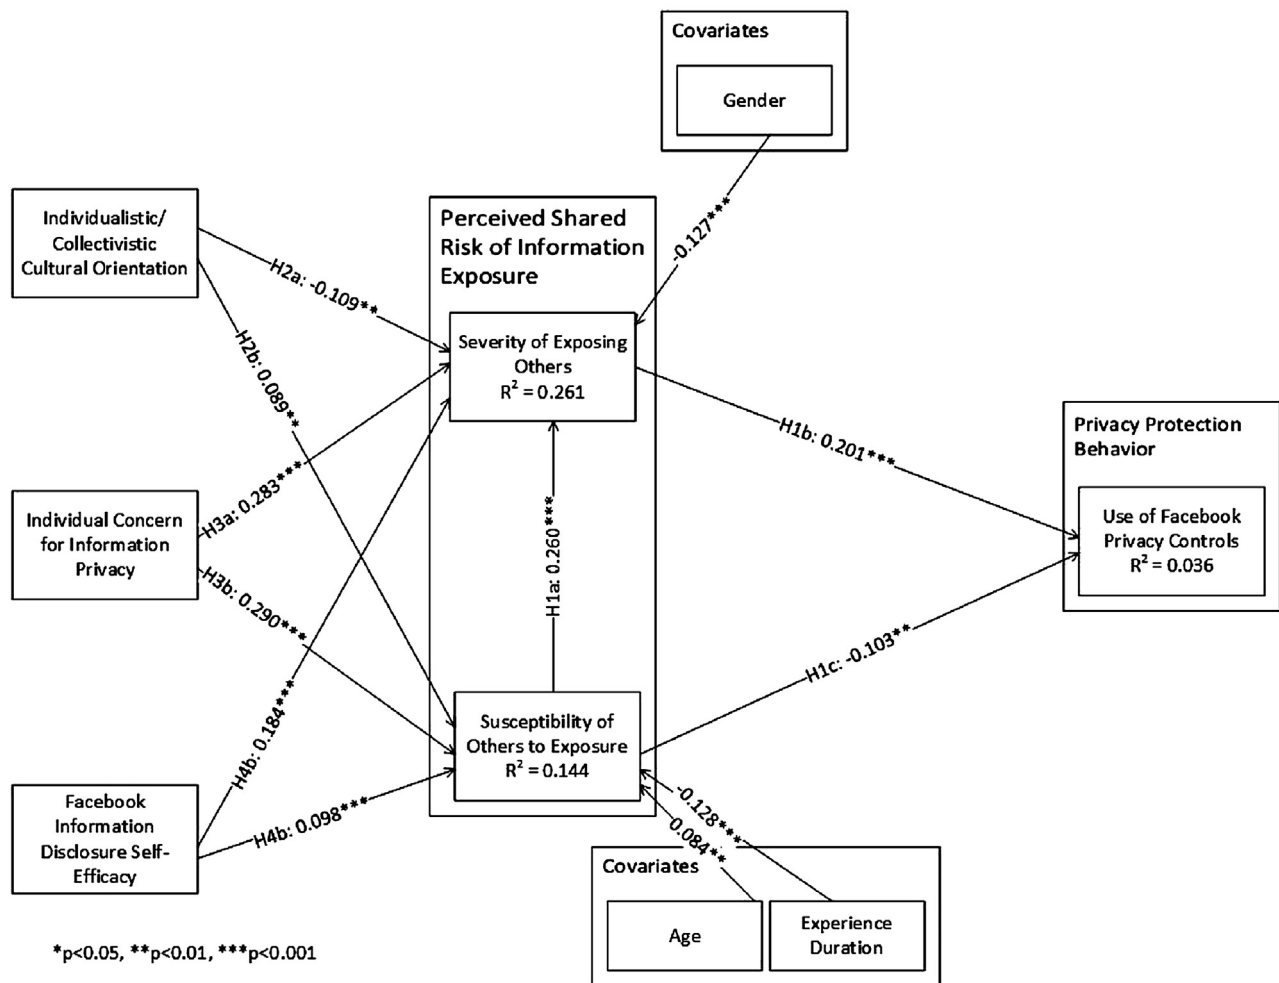 Covariates
Gender
Individualistic/
Collectivistic
Cultural Orientation
Perceived Shared
Risk of Information
Exposure
-0.127***
H2a: -0.109**
H2b: 0.089**
Severity of Exposing
Others
R² = 0.261
H1b: 0.201***
Privacy Protection
Behavior
Use of Facebook
Privacy Controls
R² = 0.036
Individual Concern
for Information
Privacy
H3a: 0.283***
H3b: 0.290***
H1a: 0.260***
H1c: -0.103**
Susceptibility of
Others to Exposure
R² = 0.144
H4b: 0.184***
H4b: 0.098***
Facebook
Information
Disclosure Self-
Efficacy
-0.128***
0.084**
Covariates
Age
Experience
Duration
*p<0.05, **p<0.01, ***p<0.001